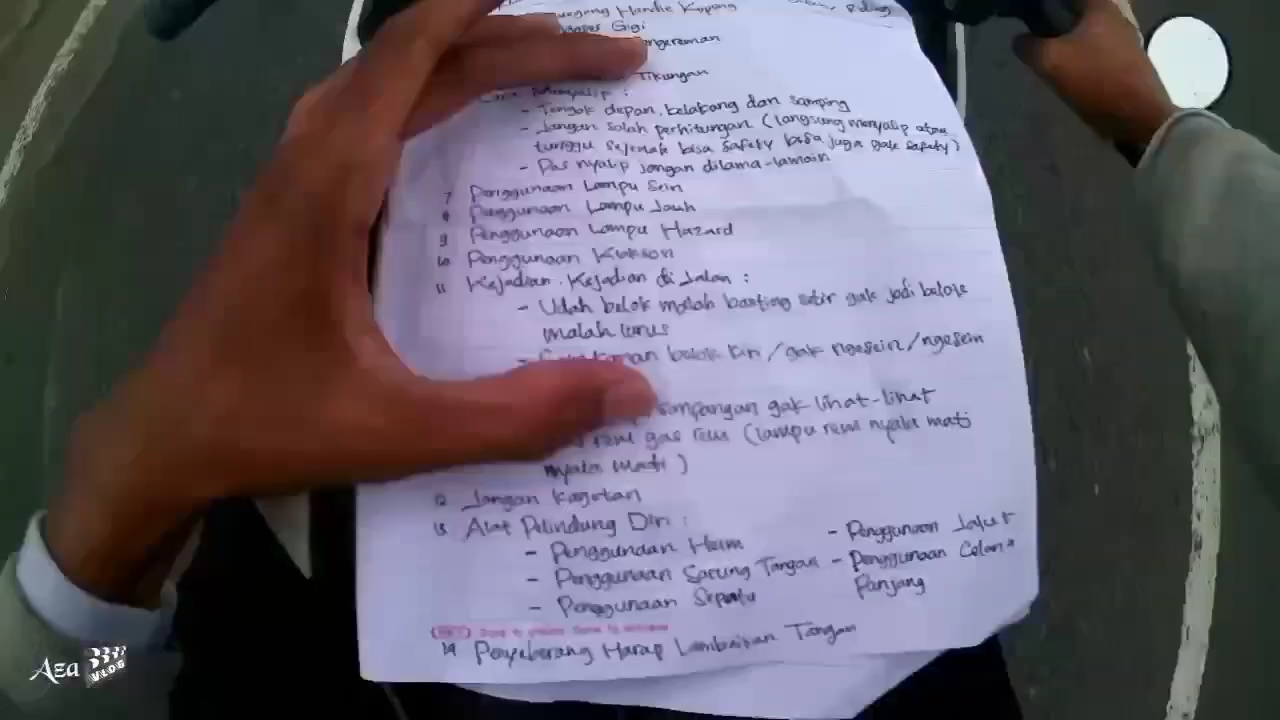 Handle Kopong
Gigi
Tikungan
Cara Menyalip :
- Tengok depan, belakang dan samping
- Jangan salah perhitungan (langsung menyalip atau
tunggu sejenak bisa safety bisa juga gak safety)
- Pas nyalip jangan dilama-lamain
7 Penggunaan Lampu Sein
8 Penggunaan Lampu Jauh
9 Penggunaan Lampu Hazard
10 Penggunaan Klakson
11 Kejadian-Kejadian di Jalan :
- Udah belok malah banting setir gak jadi belok
malah lurus
- belok kiri/gak ngesein/ngesein
gak lihat-lihat
rem gas rem (lampu rem nyala mati
nyala mati)
12 Jangan Kagetan
13 Alat Pelindung Diri :
- Penggunaan Helm
- Penggunaan Sarung Tangan
- Penggunaan Sepatu
- Penggunaan Jaket
- Penggunaan Celana
Panjang
14 Penyeberang Harap Lambaikan Tangan
Aza
VLOG